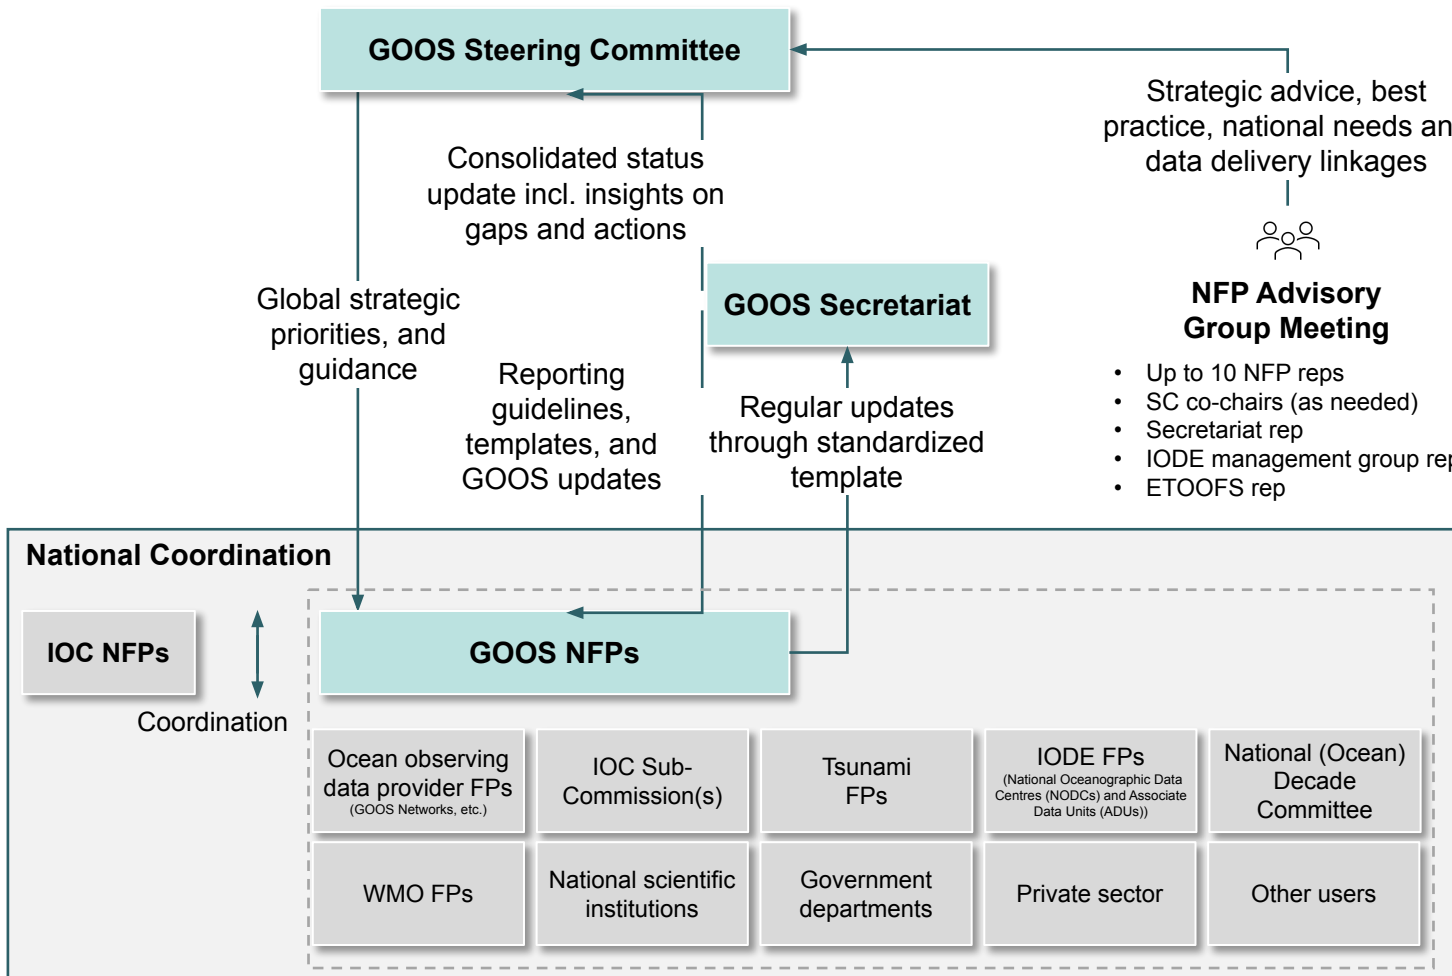 GOOS Steering Committee
Strategic advice, best
practice, national needs an
data delivery linkages
Consolidated status
update incl. insights on
gaps and actions
GOOS Secretariat
Global strategic
priorities, and
guidance
NFP Advisory
Group Meeting
Reporting
guidelines,
templates, and
GOOS updates
Regular updates
through standardized
template
• Up to 10 NFP reps
• SC co-chairs (as needed)
• Secretariat rep
• IODE management group rep
• ETOOFS rep
National Coordination
IOC NFPs
Coordination
GOOS NFPs
Ocean observing
data provider FPs
(GOOS Networks, etc.)
IOC Sub-
Commission(s)
Tsunami
FPs
IODE FPs
(National Oceanographic Data
Centres (NODCs) and Associate
Data Units (ADUs))
National (Ocean)
Decade
Committee
WMO FPs
National scientific
institutions
Government
departments
Private sector
Other users